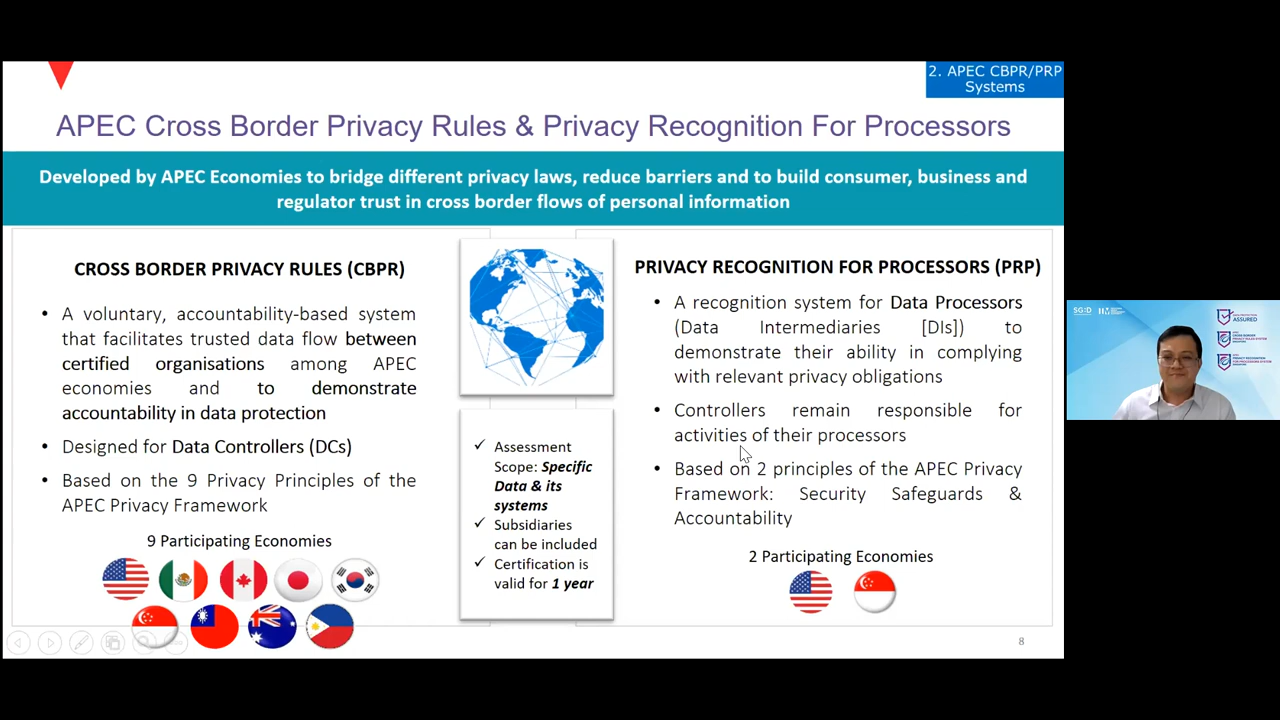 2. APEC CBPR/PRP
Systems
APEC Cross Border Privacy Rules & Privacy Recognition For Processors
Developed by APEC Economies to bridge different privacy laws, reduce barriers and to build consumer, business and
regulator trust in cross border flows of personal information
CROSS BORDER PRIVACY RULES (CBPR)
• A voluntary, accountability-based system
that facilitates trusted data flow between
certified organisations among APEC
economies and to demonstrate
accountability in data protection
• Designed for Data Controllers (DCs)
• Based on the 9 Privacy Principles of the
APEC Privacy Framework
9 Participating Economies
✓ Assessment
Scope: Specific
Data & its
systems
✓ Subsidiaries
can be included
✓ Certification is
valid for 1 year
PRIVACY RECOGNITION FOR PROCESSORS (PRP)
• A recognition system for Data Processors
(Data Intermediaries [DIs]) to
demonstrate their ability in complying
with relevant privacy obligations
• Controllers remain responsible for
activities of their processors
• Based on 2 principles of the APEC Privacy
Framework: Security Safeguards &
Accountability
2 Participating Economies
8
SG:D
ASSURED